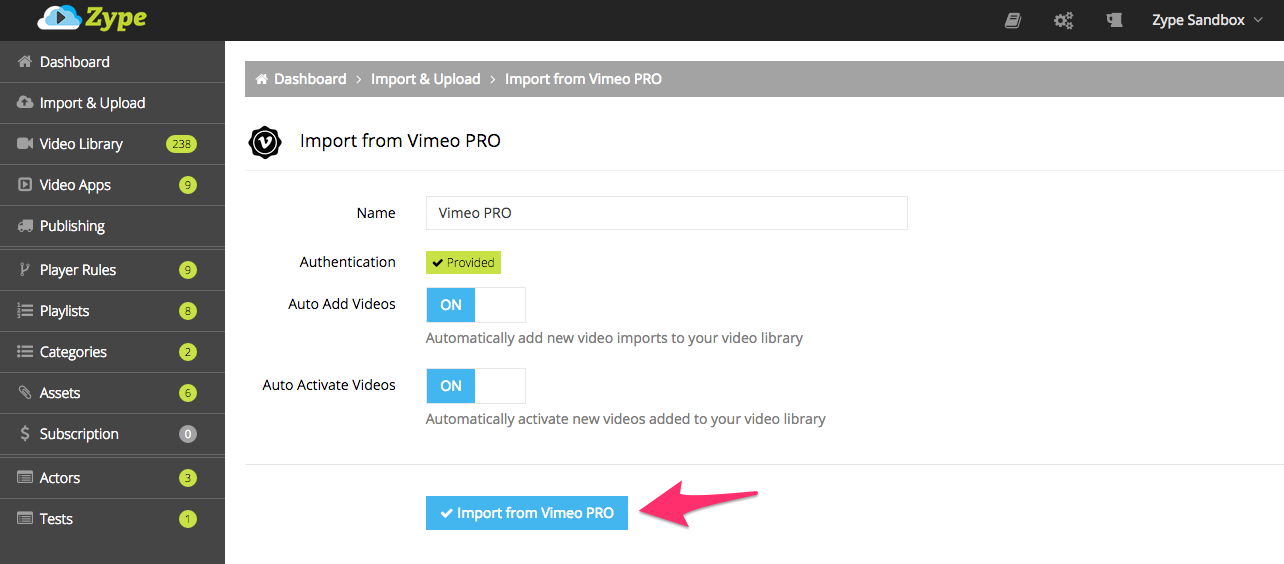 Zype
Zype Sandbox
Dashboard
Import & Upload
Video Library 238
Video Apps 9
Publishing
Player Rules 9
Playlists 8
Categories 2
Assets 6
Subscription 0
Actors 3
Tests 1
Dashboard > Import & Upload > Import from Vimeo PRO
Import from Vimeo PRO
Name Vimeo PRO
Authentication Provided
Auto Add Videos ON
Automatically add new video imports to your video library
Auto Activate Videos ON
Automatically activate new videos added to your video library
Import from Vimeo PRO